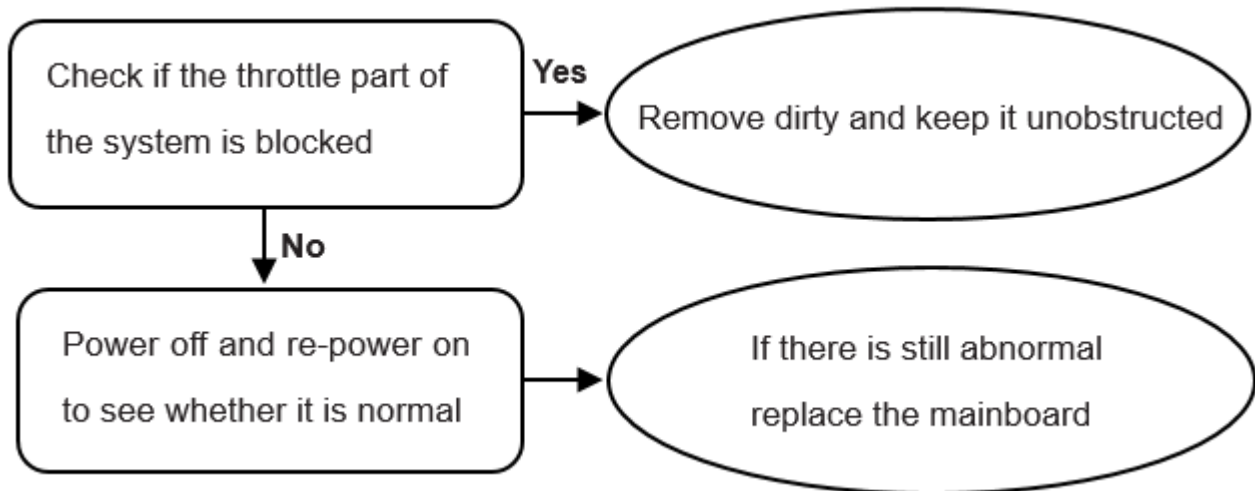 Check if the throttle part of
the system is blocked
Yes
Remove dirty and keep it unobstructed
No
Power off and re-power on
to see whether it is normal
If there is still abnormal
replace the mainboard